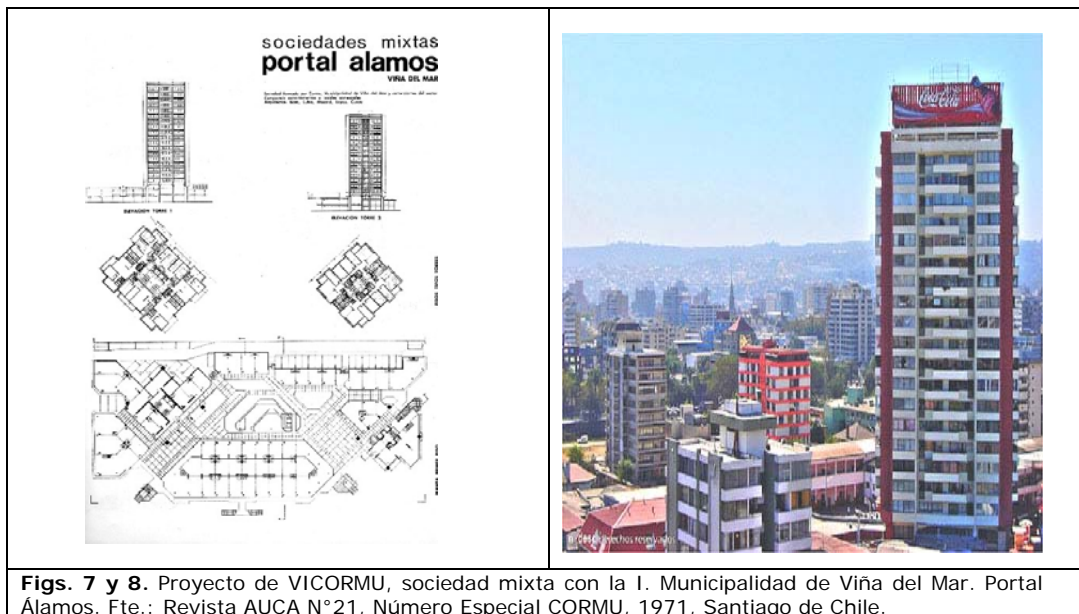 sociedades mixtas
portal alamos
VIÑA DEL MAR
ELEVACION TORRE 1
ELEVACION TORRE 2
Coca-Cola
derechos reservados
Figs. 7 y 8. Proyecto de VICORMU, sociedad mixta con la I. Municipalidad de Viña del Mar. Portal
Álamos. Fte.: Revista AUCA N°21, Número Especial CORMU, 1971, Santiago de Chile.